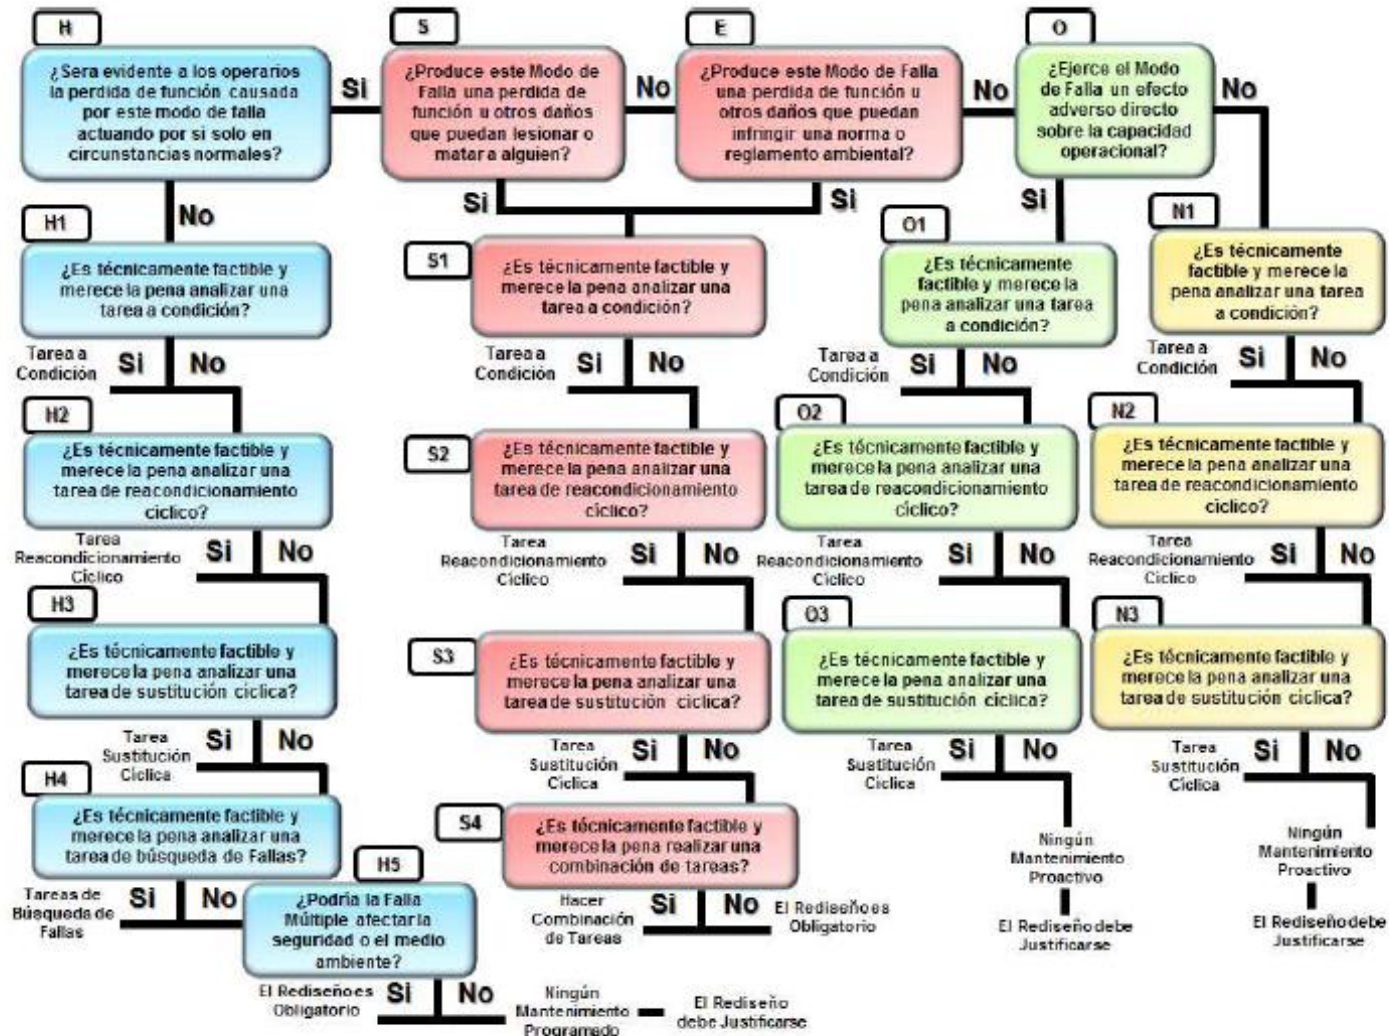 H
¿Sera evidente a los operarios
la perdida de función causada
por este modo de falla
actuando por si solo en
circunstancias normales?
Si
S
¿Produce este Modo de
Falla una perdida de
función u otros daños
que puedan lesionar o
matar a alguien?
No
E
¿Produce este Modo de Falla
una perdida de función u
otros daños que puedan
infringir una norma o
reglamento ambiental?
No
O
¿Ejerce el Modo
de Falla un efecto
adverso directo
sobre la capacidad
operacional?
No
No
Si
Si
Si
H1
¿Es técnicamente factible y
merece la pena analizar una
tarea a condición?
Tarea a
Condición
Si
No
H2
¿Es técnicamente factible y
merece la pena analizar una
tarea de reacondicionamiento
cíclico?
Tarea
Reacondicionamiento
Cíclico
Si
No
H3
¿Es técnicamente factible y
merece la pena analizar una
tarea de sustitución cíclica?
Tarea
Sustitución
Cíclica
Si
No
H4
¿Es técnicamente factible y
merece la pena analizar una
tarea de búsqueda de Fallas?
Tareas de
Búsqueda de
Fallas
Si
No
H5
¿Podría la Falla
Múltiple afectar la
seguridad o el medio
ambiente?
El Rediseño es
Obligatorio
Si
No
Ningún
Mantenimiento
Programado
El Rediseño
debe Justificarse
S1
¿Es técnicamente factible y
merece la pena analizar una
tarea a condición?
Tarea a
Condición
Si
No
S2
¿Es técnicamente factible y
merece la pena analizar una
tarea de reacondicionamiento
cíclico?
Tarea
Reacondicionamiento
Cíclico
Si
No
S3
¿Es técnicamente factible y
merece la pena analizar una
tarea de sustitución cíclica?
Tarea
Sustitución
Cíclica
Si
No
S4
¿Es técnicamente factible y
merece la pena realizar una
combinación de tareas?
Hacer
Combinación
de Tareas
Si
No
El Rediseño es
Obligatorio
O1
¿Es técnicamente
factible y merece la
pena analizar una tarea
a condición?
Tarea a
Condición
Si
No
O2
¿Es técnicamente factible y
merece la pena analizar una
tarea de reacondicionamiento
cíclico?
Tarea
Reacondicionamiento
Cíclico
Si
No
O3
¿Es técnicamente factible y
merece la pena analizar una
tarea de sustitución cíclica?
Tarea
Sustitución
Cíclica
Si
No
Ningún
Mantenimiento
Proactivo
El Rediseño debe
Justificarse
N1
¿Es técnicamente
factible y merece la
pena analizar una tarea
a condición?
Tarea a
Condición
Si
No
N2
¿Es técnicamente factible y
merece la pena analizar una
tarea de reacondicionamiento
cíclico?
Tarea
Reacondicionamiento
Cíclico
Si
No
N3
¿Es técnicamente factible y
merece la pena analizar una
tarea de sustitución cíclica?
Tarea
Sustitución
Cíclica
Si
No
Ningún
Mantenimiento
Proactivo
El Rediseño debe
Justificarse